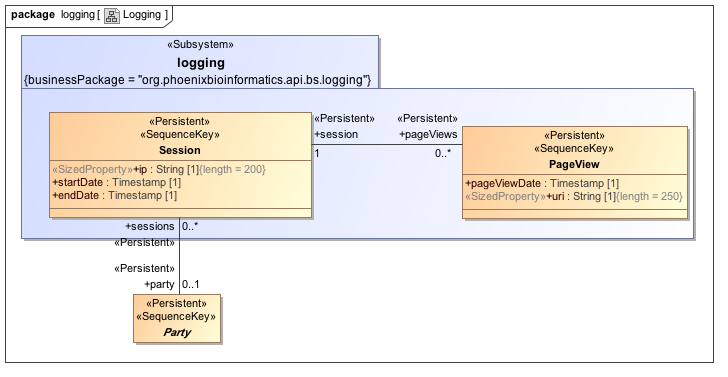 package logging [ Logging ]
«Subsystem»
logging
{businessPackage = "org.phoenixbioinformatics.api.bs.logging"}
«Persistent»
«SequenceKey»
Session
«SizedProperty»+ip : String [1]{length = 200}
+startDate : Timestamp [1]
+endDate : Timestamp [1]
«Persistent»
+session
1
«Persistent»
+pageViews
0..*
«Persistent»
«SequenceKey»
PageView
+pageViewDate : Timestamp [1]
«SizedProperty»+uri : String [1]{length = 250}
+sessions 0..*
«Persistent»
«Persistent»
+party 0..1
«Persistent»
«SequenceKey»
Party